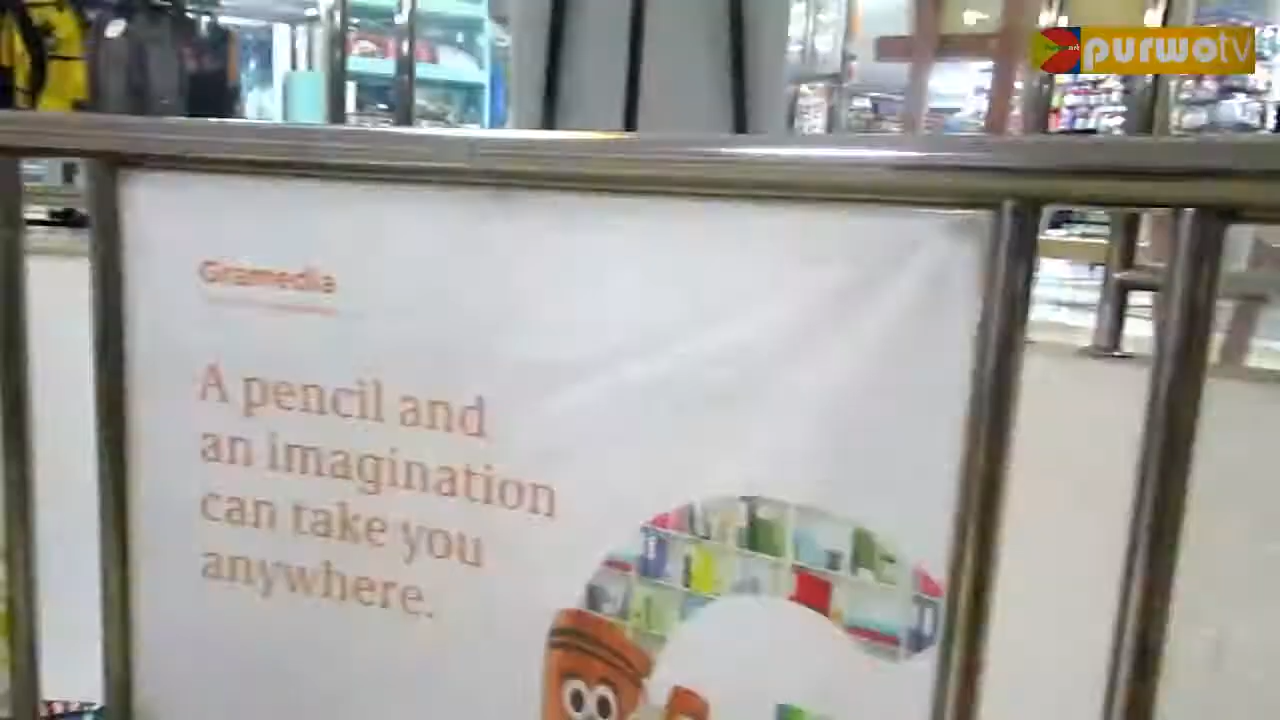 purwotv
Gramedia
A pencil and
an imagination
can take you
anywhere.